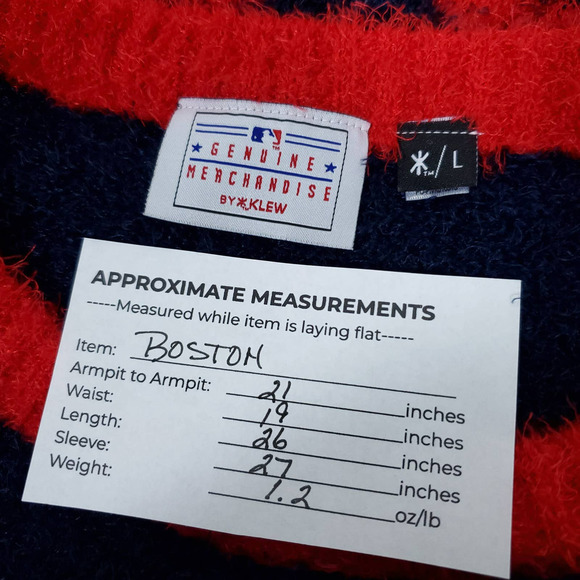 GENUINE
MERCHANDISE
BY KLEW
/ L
APPROXIMATE MEASUREMENTS
-----Measured while item is laying flat-----
Item: BOSTON
Armpit to Armpit: 21 inches
Waist: 19 inches
Length: 26 inches
Sleeve: 27 inches
Weight: 1.2 oz/lb